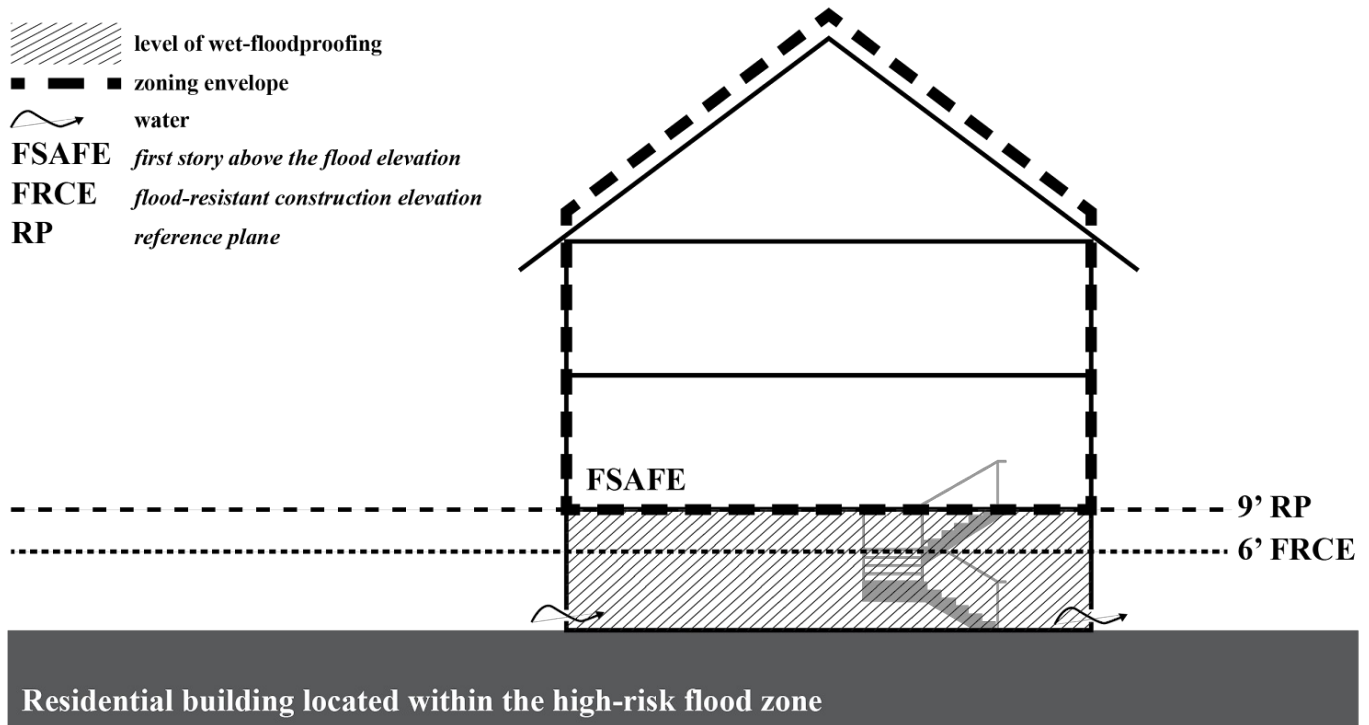 level of wet-floodproofing
zoning envelope
water
FSAFE first story above the flood elevation
FRCE flood-resistant construction elevation
RP reference plane
FSAFE
9’ RP
6’ FRCE
Residential building located within the high-risk flood zone